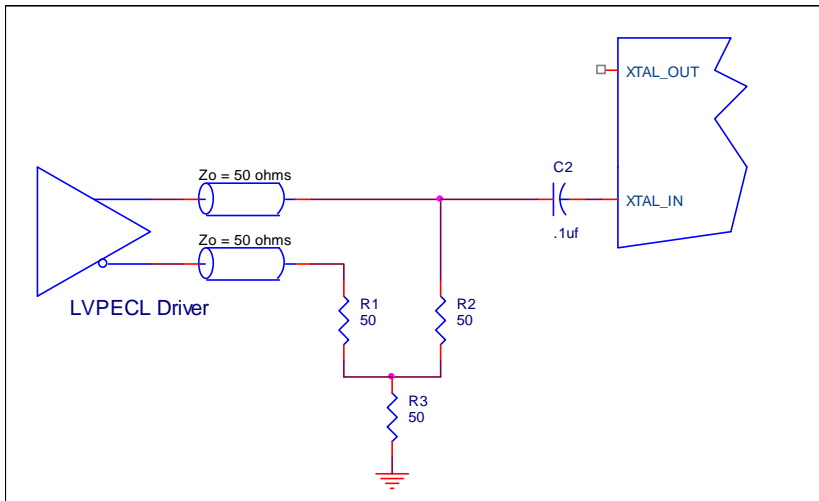 XTAL_OUT
Zo = 50 ohms
C2
XTAL_IN
.1uf
Zo = 50 ohms
LVPECL Driver
R1
50
R2
50
R3
50